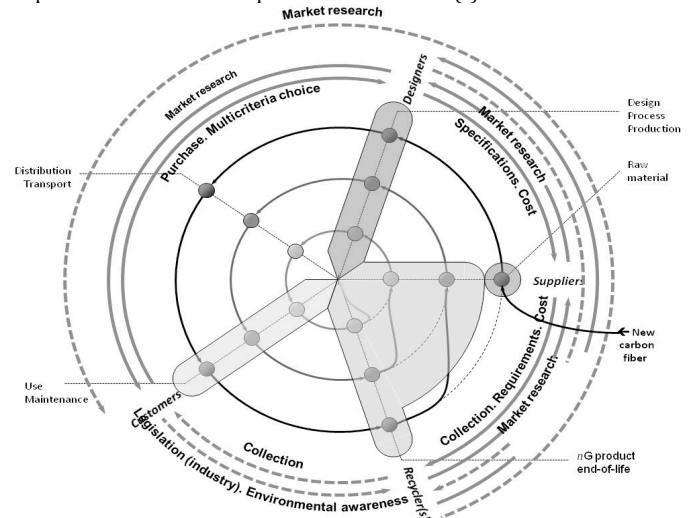 Market research
Market research
Purchase. Multicriteria choice
Designers
Market research
Specifications. Cost
Design
Process
Production
Distribution
Transport
Raw
material
Suppliers
New
carbon
fiber
Use
Maintenance
Customers
Collection. Requirements. Cost
Market research.
Collection
Legislation (industry). Environmental awareness
Recycler(s)
nG product
end-of-life